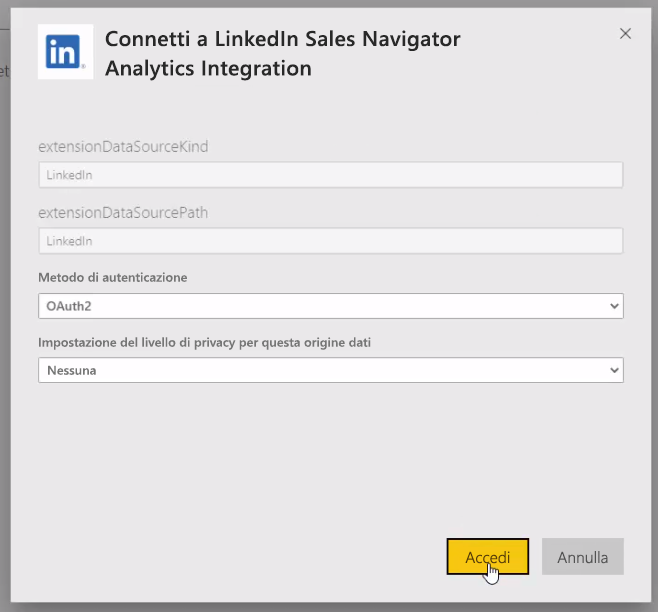 Connetti a LinkedIn Sales Navigator
Analytics Integration
in
et
extensionDataSourceKind
LinkedIn
extensionDataSourcePath
LinkedIn
Metodo di autenticazione
OAuth2
Impostazione del livello di privacy per questa origine dati
Nessuna
Accedi
Annulla